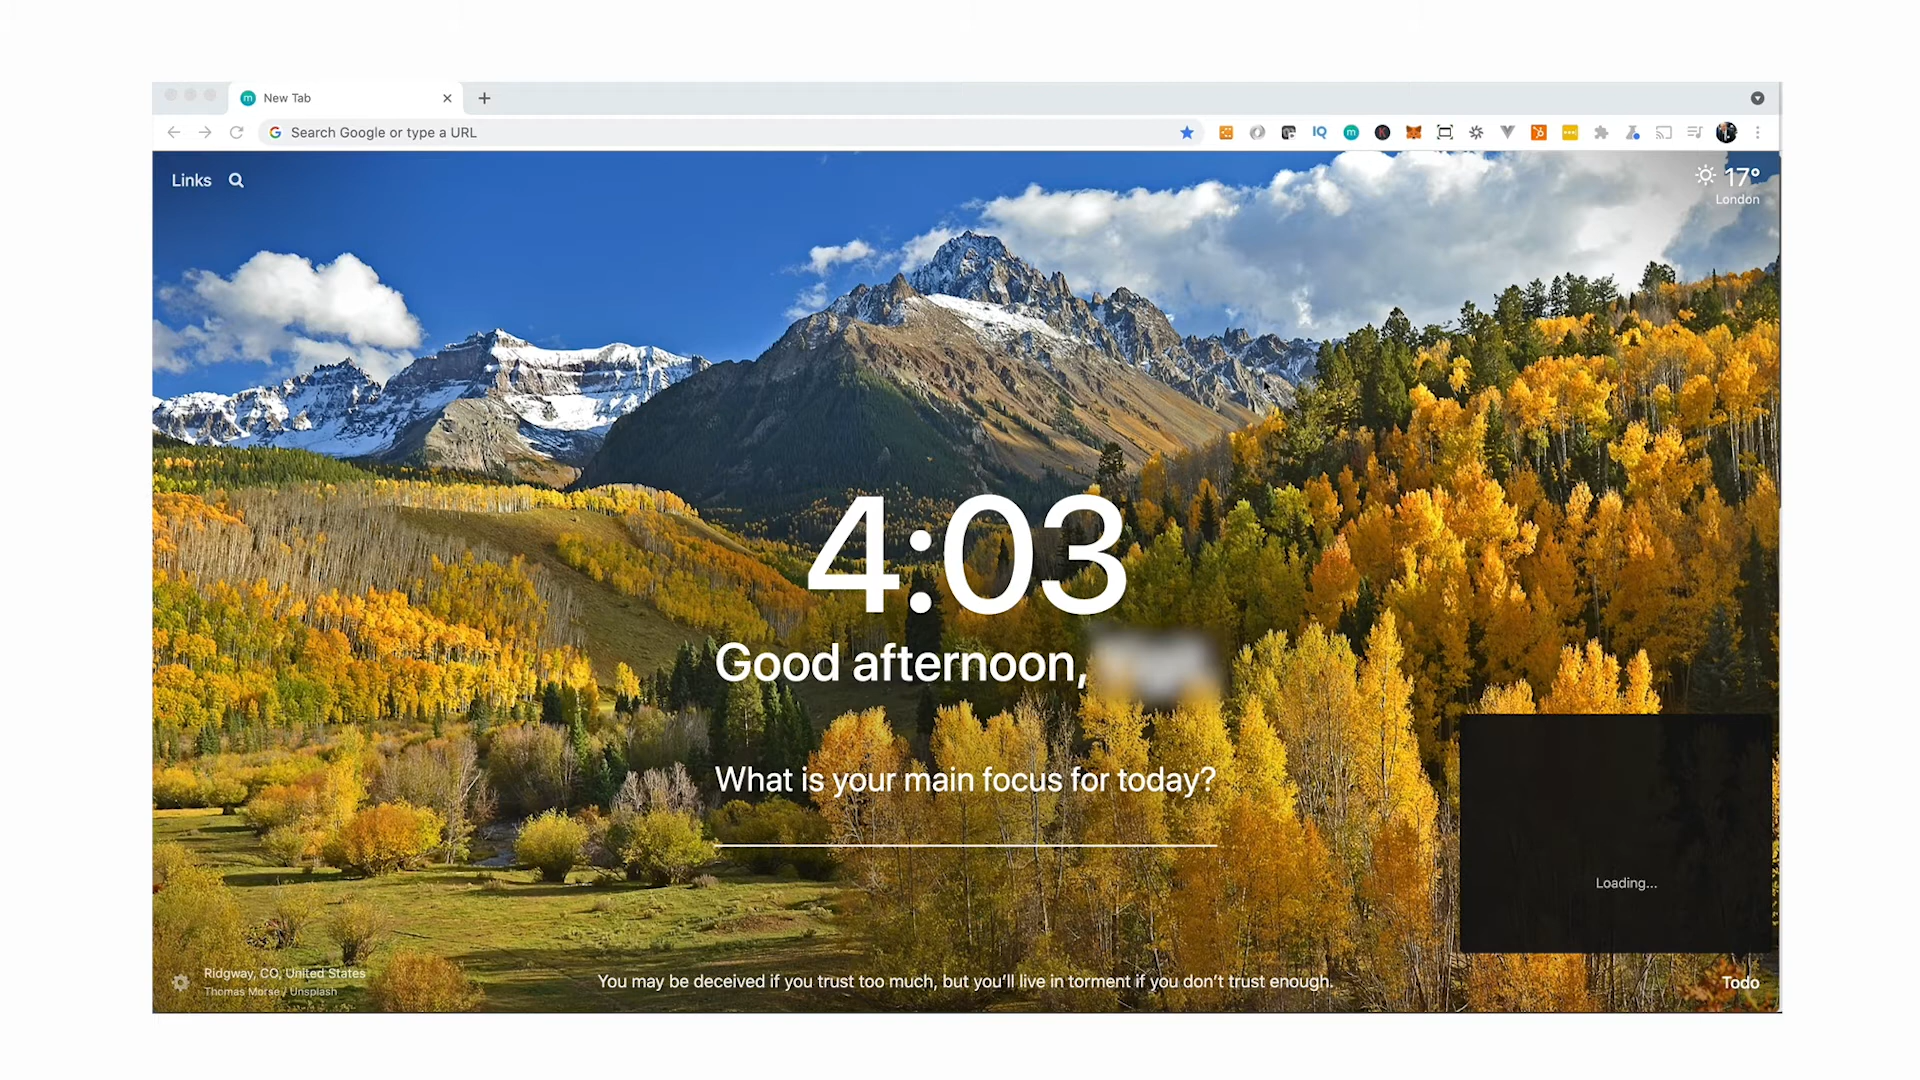 New Tab
Search Google or type a URL
IQ
Links
17°
London
4:03
Good afternoon,
What is your main focus for today?
Loading...
Ridgway, CO, United States
Thomas Morse / Unsplash
You may be deceived if you trust too much, but you'll live in torment if you don't trust enough.
Todo